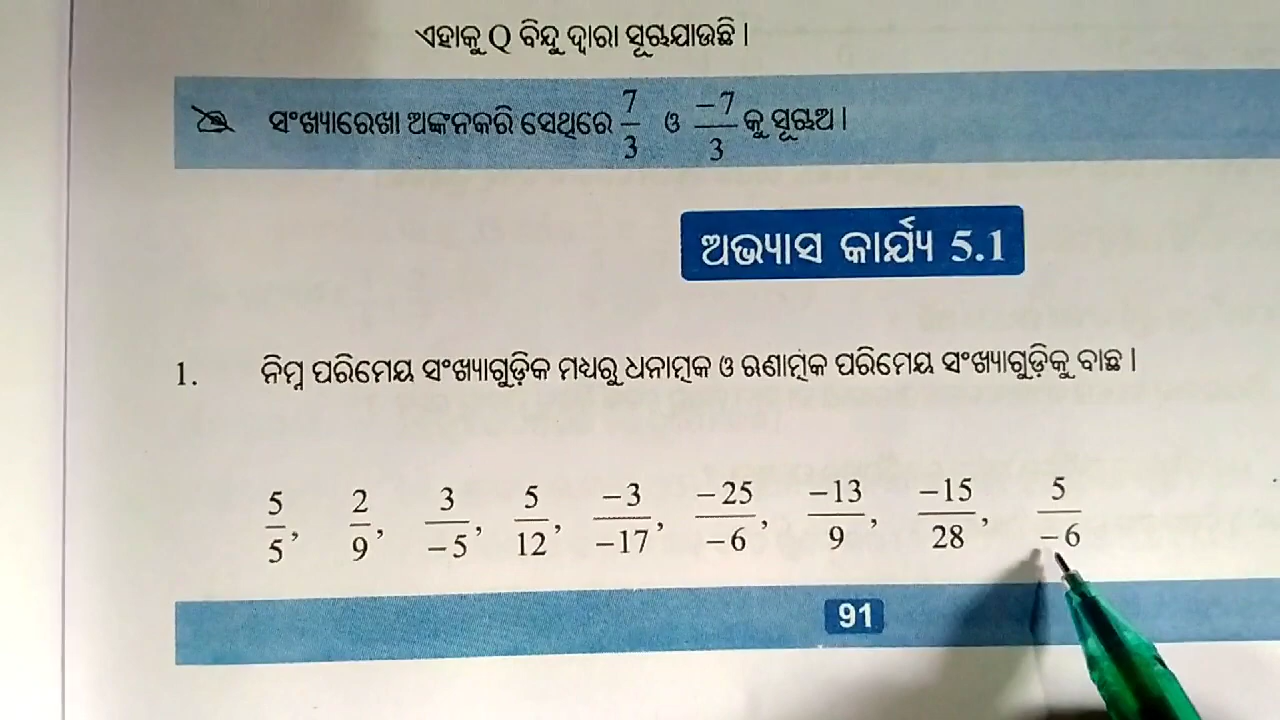 ଏହାକୁ Q ବିନ୍ଦୁ ଦ୍ୱାରା ସୂଚାଯାଉଛି ।
ସଂଖ୍ୟାରେଖା ଅଙ୍କନକରି ସେଥିରେ 7/3 ଓ -7/3 କୁ ସୂଚାଅ ।
ଅଭ୍ୟାସ କାର୍ଯ୍ୟ 5.1
1. ନିମ୍ନ ପରିମେୟ ସଂଖ୍ୟାଗୁଡ଼ିକ ମଧ୍ୟରୁ ଧନାତ୍ମକ ଓ ଋଣାତ୍ମକ ପରିମେୟ ସଂଖ୍ୟାଗୁଡ଼ିକୁ ବାଛ ।
5/5, 2/9, 3/-5, 5/12, -3/-17, -25/-6, -13/9, -15/28, 5/-6
91